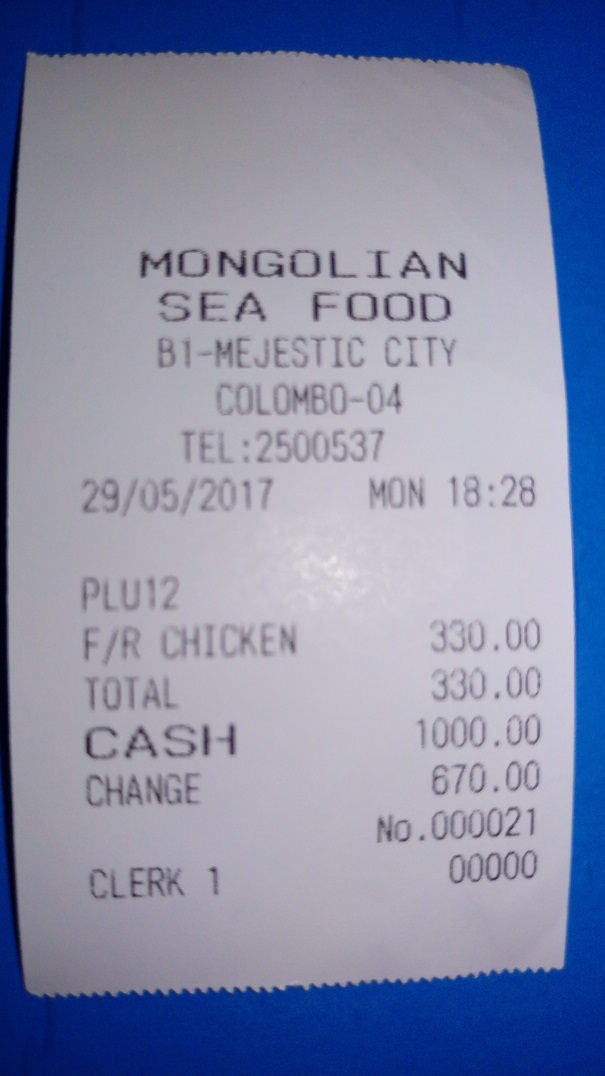 MONGOLIAN
SEA FOOD
B1-MEJESTIC CITY
COLOMBO-04
TEL:2500537
29/05/2017 MON 18:28
PLU12
F/R CHICKEN 330.00
TOTAL 330.00
CASH 1000.00
CHANGE 670.00
No.000021
CLERK 1 00000